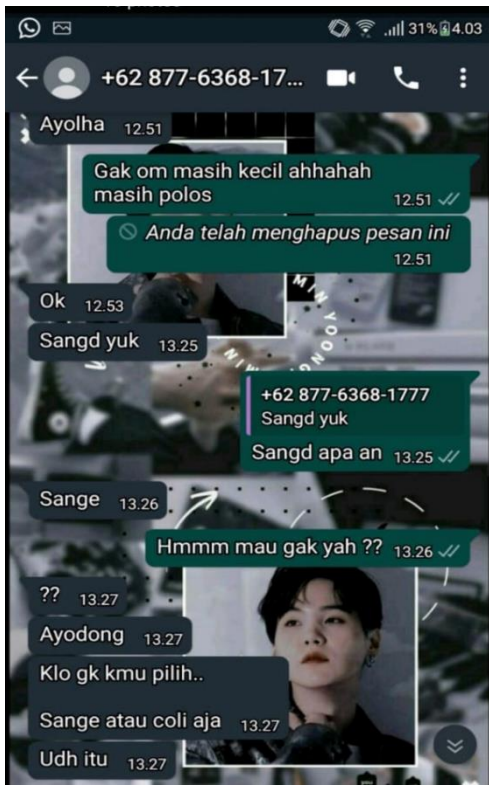 31% 4.03
+62 877-6368-17...
Ayolha 12.51
Gak om masih kecil ahhahah
masih polos 12.51
Anda telah menghapus pesan ini
12.51
Ok 12.53
Sangd yuk 13.25
+62 877-6368-1777
Sangd yuk
Sangd apa an 13.25
Sange 13.26
Hmmm mau gak yah ?? 13.26
?? 13.27
Ayodong 13.27
Klo gk kmu pilih..
Sange atau coli aja 13.27
Udh itu 13.27